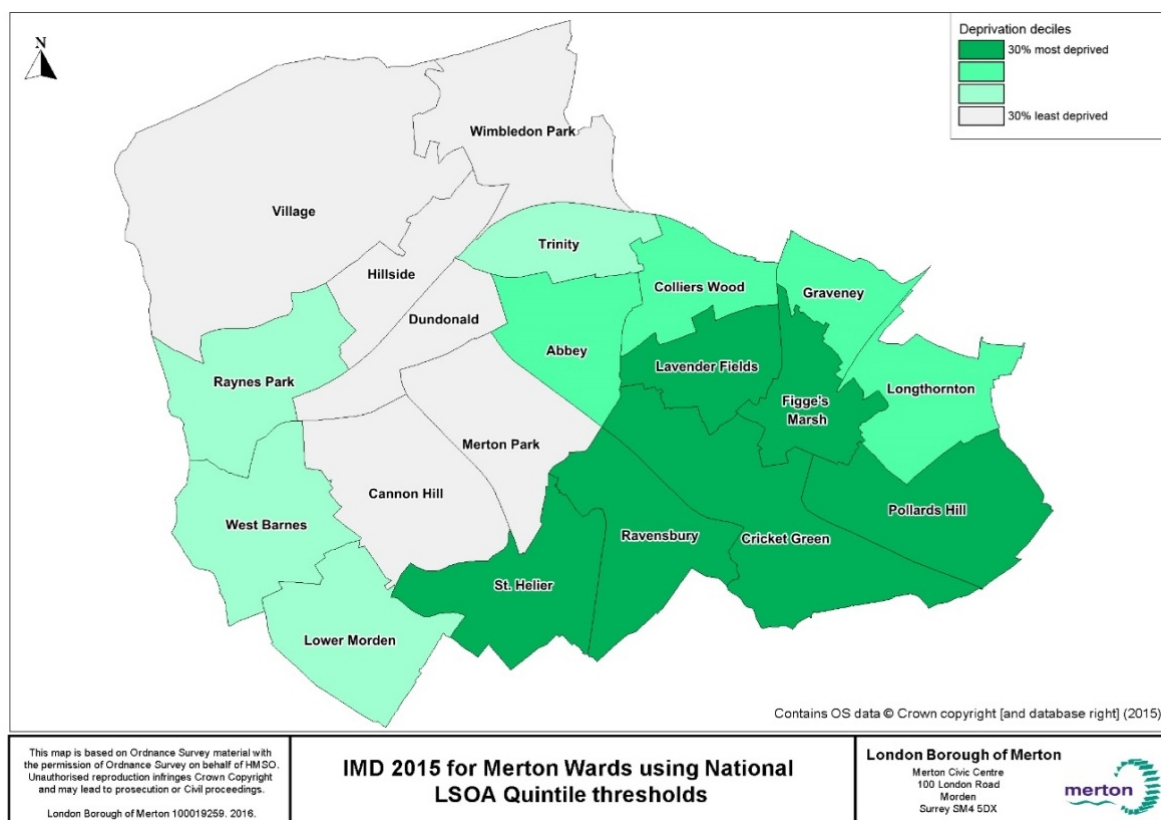 N
Deprivation deciles
30% most deprived
30% least deprived
Wimbledon Park
Village
Trinity
Hillside
Colliers Wood
Graveney
Dundonald
Abbey
Lavender Fields
Raynes Park
Longthornton
Figge's
Marsh
Merton Park
Cannon Hill
Pollards Hill
West Barnes
Ravensbury
Cricket Green
St. Helier
Lower Morden
Contains OS data © Crown copyright [and database right] (2015)
This map is based on Ordnance Survey material with
the permission of Ordnance Survey on behalf of HMSO.
Unauthorised reproduction infringes Crown Copyright
and may lead to prosecution or Civil proceedings.
London Borough of Merton 100019259. 2016.
IMD 2015 for Merton Wards using National
LSOA Quintile thresholds
London Borough of Merton
Merton Civic Centre
100 London Road
Morden
Surrey SM4 5DX
merton